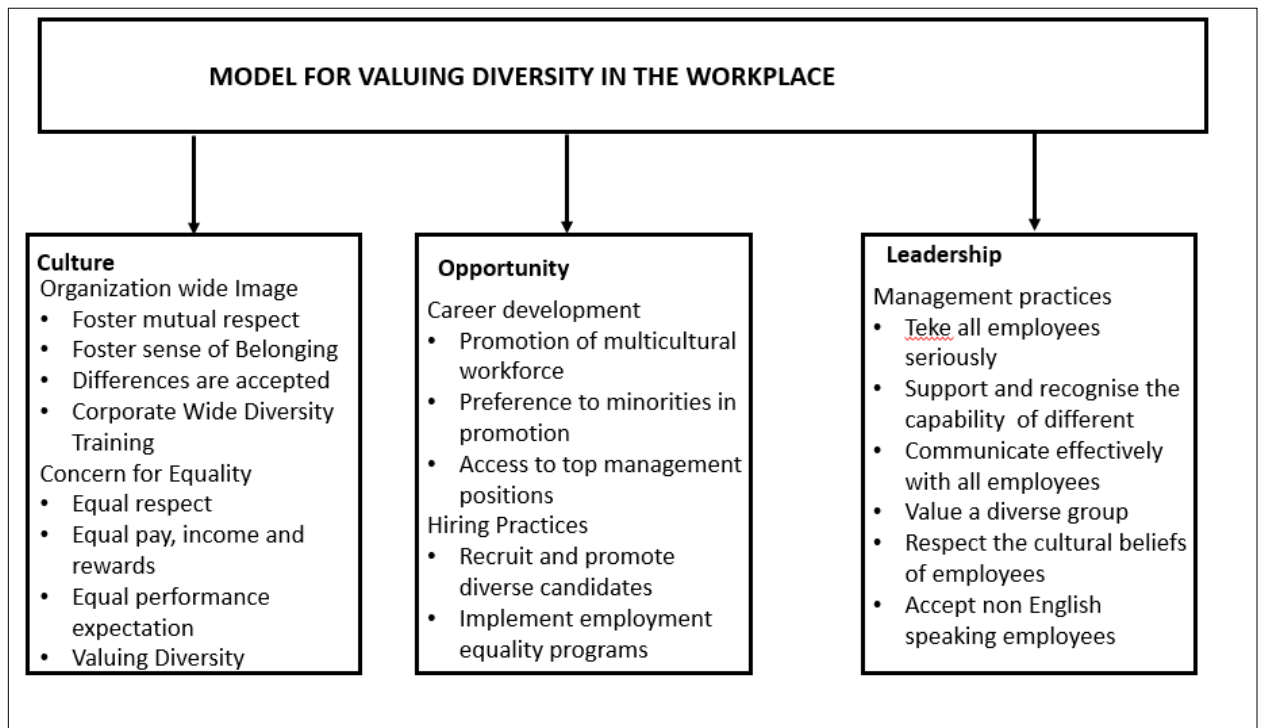 MODEL FOR VALUING DIVERSITY IN THE WORKPLACE
Culture
Organization wide Image
• Foster mutual respect
• Foster sense of Belonging
• Differences are accepted
• Corporate Wide Diversity
Training
Concern for Equality
• Equal respect
• Equal pay, income and
rewards
• Equal performance
expectation
• Valuing Diversity
Opportunity
Career development
• Promotion of multicultural
workforce
• Preference to minorities in
promotion
• Access to top management
positions
Hiring Practices
• Recruit and promote
diverse candidates
• Implement employment
equality programs
Leadership
Management practices
• Teke all employees
seriously
• Support and recognise the
capability of different
• Communicate effectively
with all employees
• Value a diverse group
• Respect the cultural beliefs
of employees
• Accept non English
speaking employees